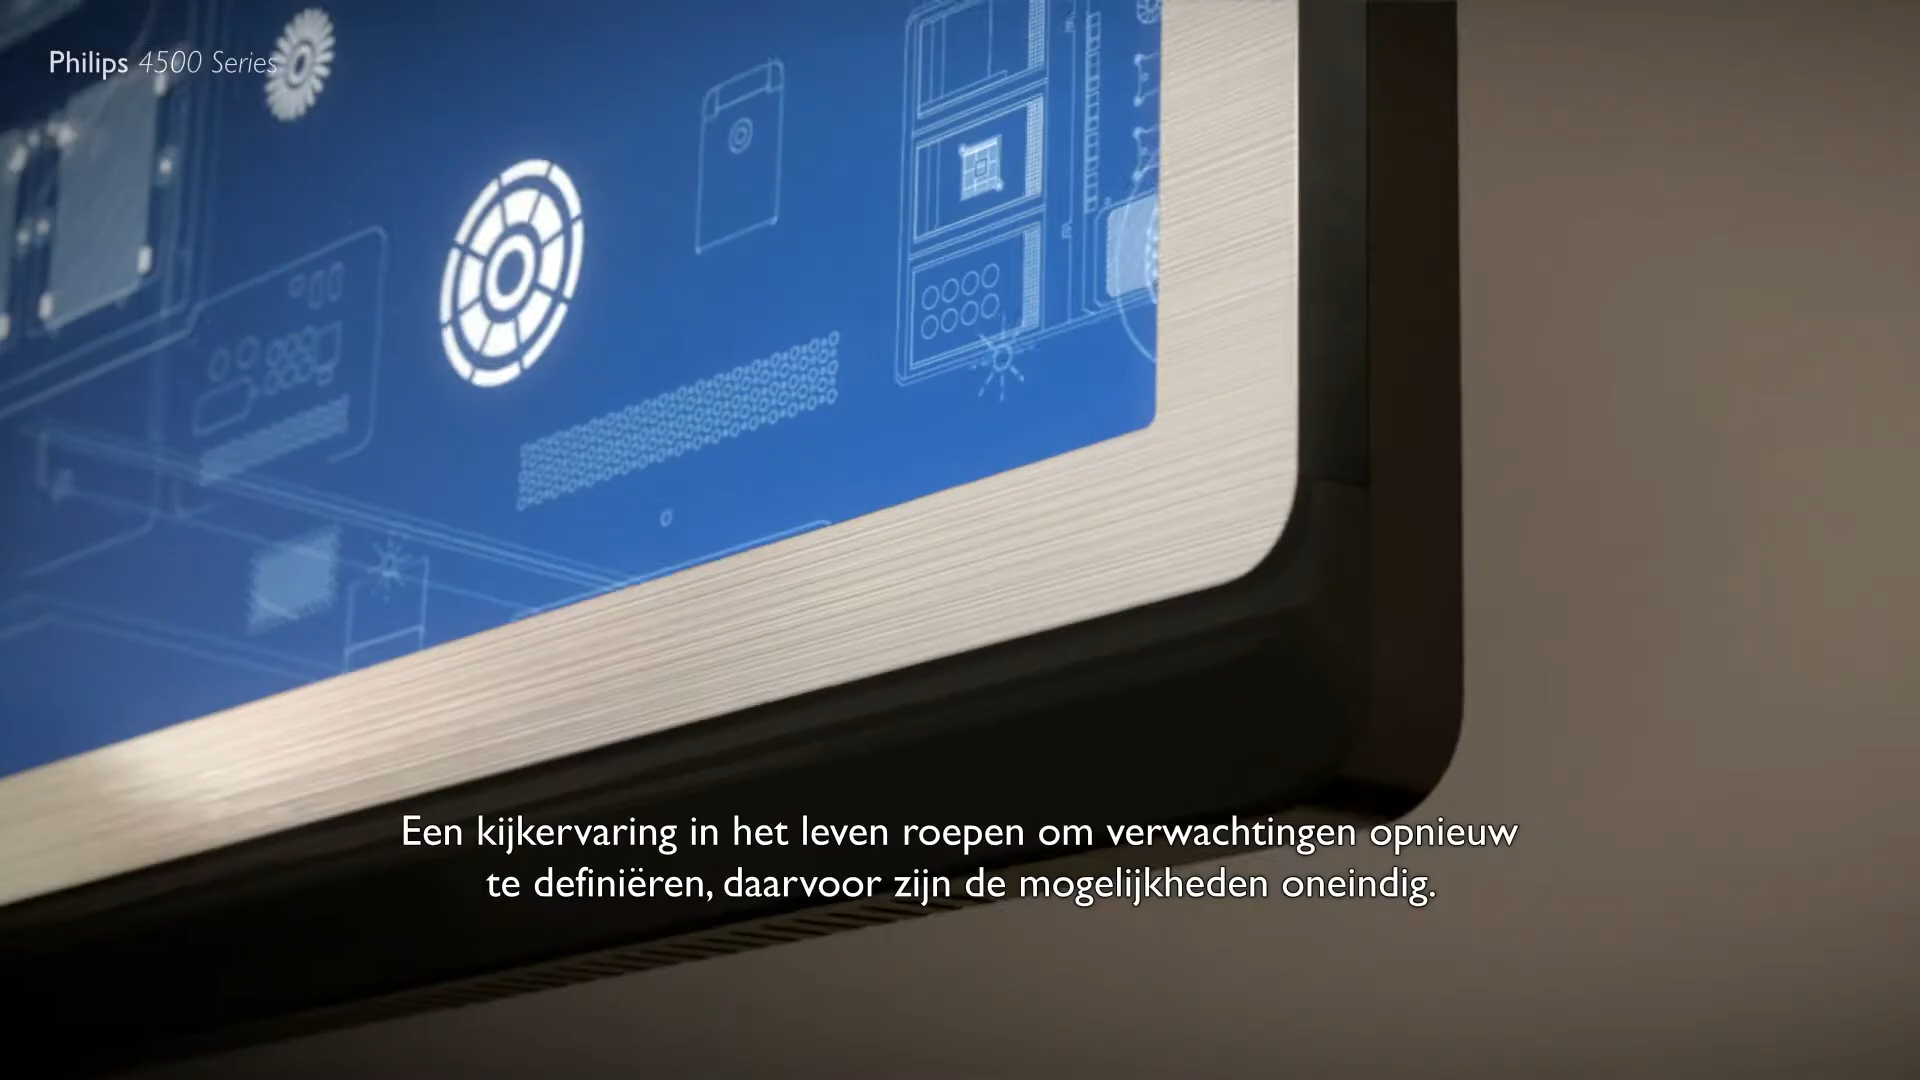 Philips 4500 Series
Een kijkervaring in het leven roepen om verwachtingen opnieuw
te definiëren, daarvoor zijn de mogelijkheden oneindig.